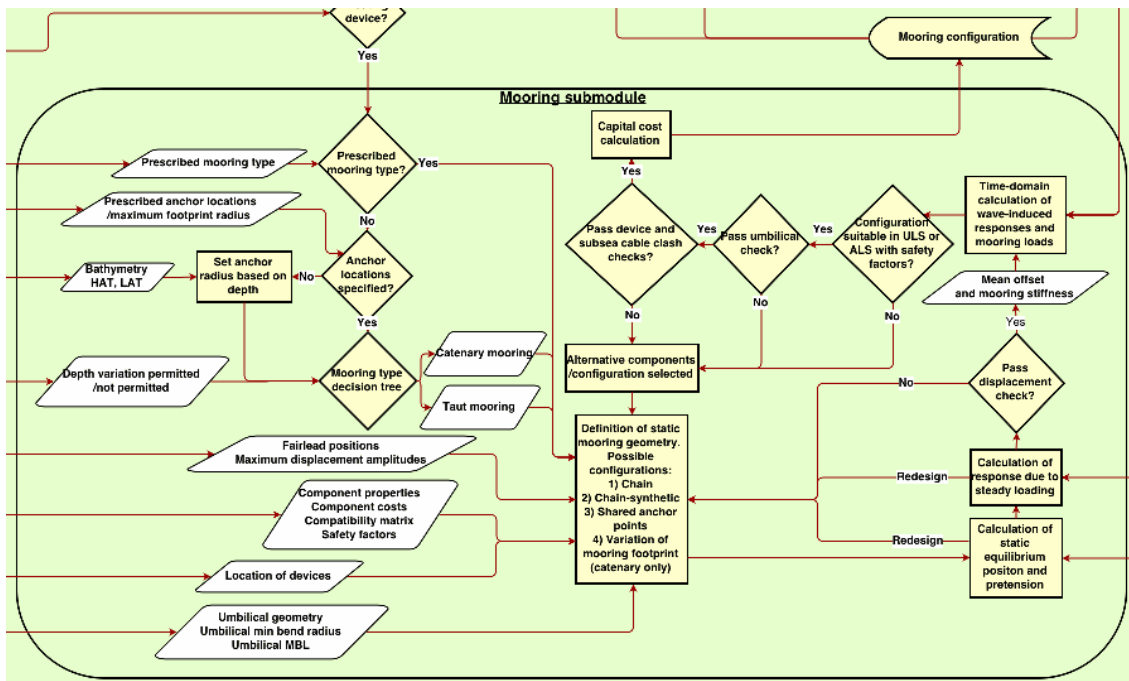 device?
Yes
Mooring configuration
Mooring submodule
Capital cost
calculation
Yes
Prescribed mooring type
Prescribed
mooring type?
Yes
No
Prescribed anchor locations
/maximum footprint radius
Bathymetry
HAT, LAT
Set anchor
radius based on
depth
No
Anchor
locations
specified?
Yes
Depth variation permitted
/not permitted
Mooring type
decision tree
Catenary mooring
Taut mooring
Pass device and
subsea cable clash
checks?
Yes
No
Pass umbilical
check?
Yes
No
Configuration
suitable in ULS or
ALS with safety
factors?
No
Time-domain
calculation of
wave-induced
responses and
mooring loads
Mean offset
and mooring stiffness
Yes
Pass
displacement
check?
No
Alternative components
/configuration selected
Definition of static
mooring geometry.
Possible
configurations:
1) Chain
2) Chain-synthetic
3) Shared anchor
points
4) Variation of
mooring footprint
(catenary only)
Calculation of
response due to
steady loading
Redesign
Calculation of
static
equilibrium
positon and
pretension
Redesign
Fairlead positions
Maximum displacement amplitudes
Component properties
Component costs
Compatibility matrix
Safety factors
Location of devices
Umbilical geometry
Umbilical min bend radius
Umbilical MBL